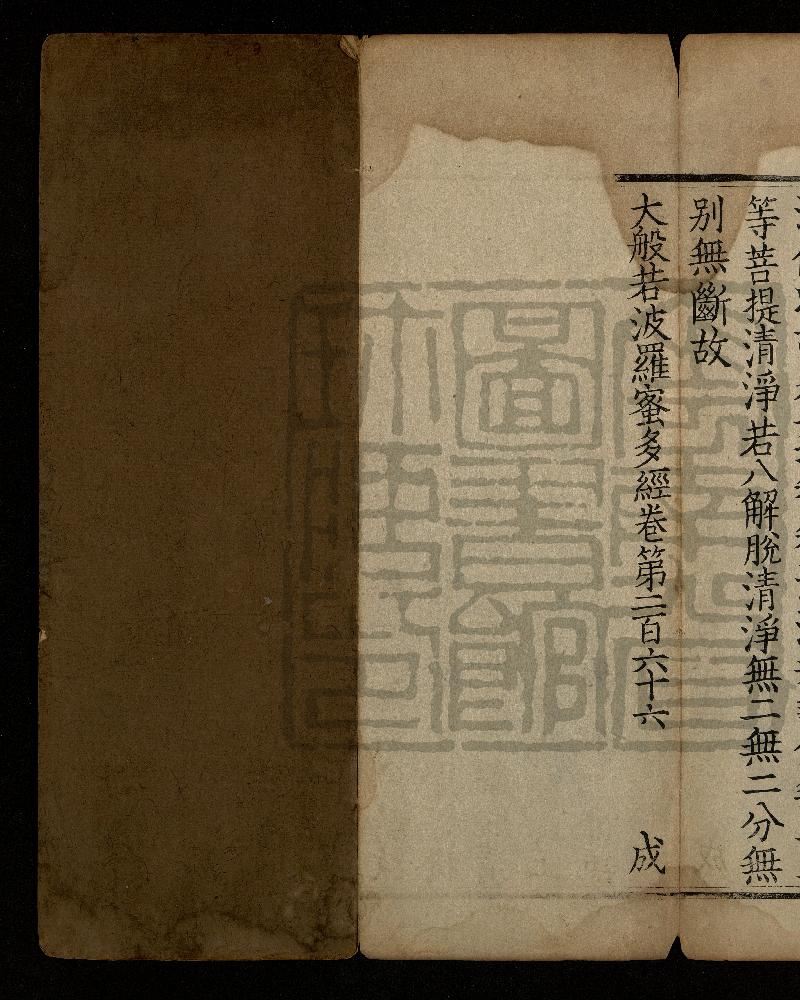 等菩提清淨若八解脫清淨無二無二分無
別無斷故
大般若波羅蜜多經卷第二百六十六 成